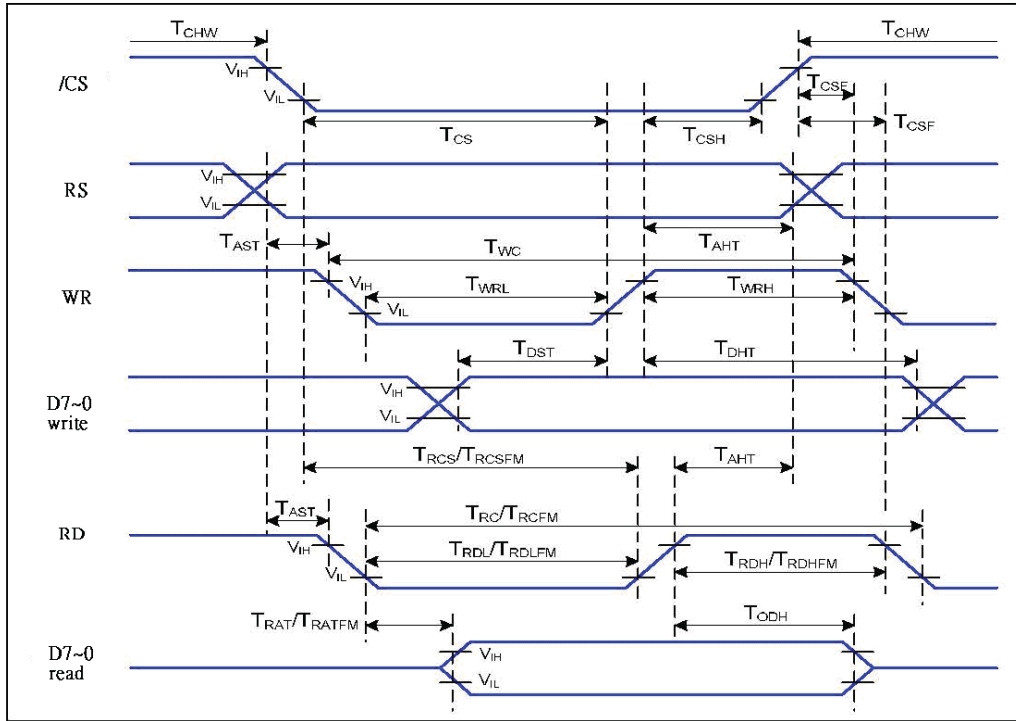 TCHW TCHW
VIH
/CS
VIL
TCSF
TCS TCSH TCSF
VIH
RS
VIL
TAST TWC TAHT
WR
VIH TWRL TWRH
VIL
TDST TDHT
D7~0 VIH
write VIL
TRCS/TRCSFM TAHT
TAST TRC/TRCFM
RD
VIH TRDL/TRDLFM TRDH/TRDHFM
VIL
TRAT/TRATFM TODH
D7~0 VIH
read VIL